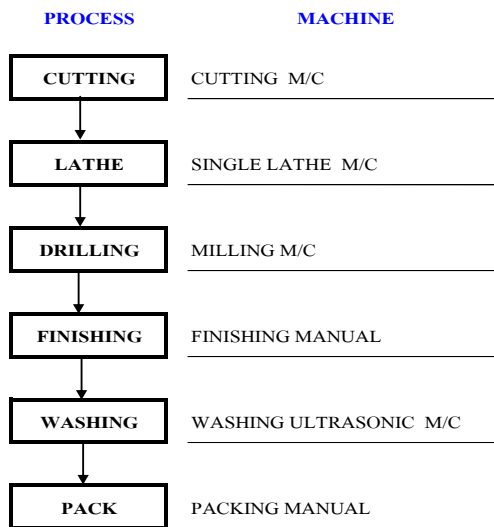 PROCESS MACHINE
CUTTING CUTTING M/C
LATHE SINGLE LATHE M/C
DRILLING MILLING M/C
FINISHING FINISHING MANUAL
WASHING WASHING ULTRASONIC M/C
PACK PACKING MANUAL